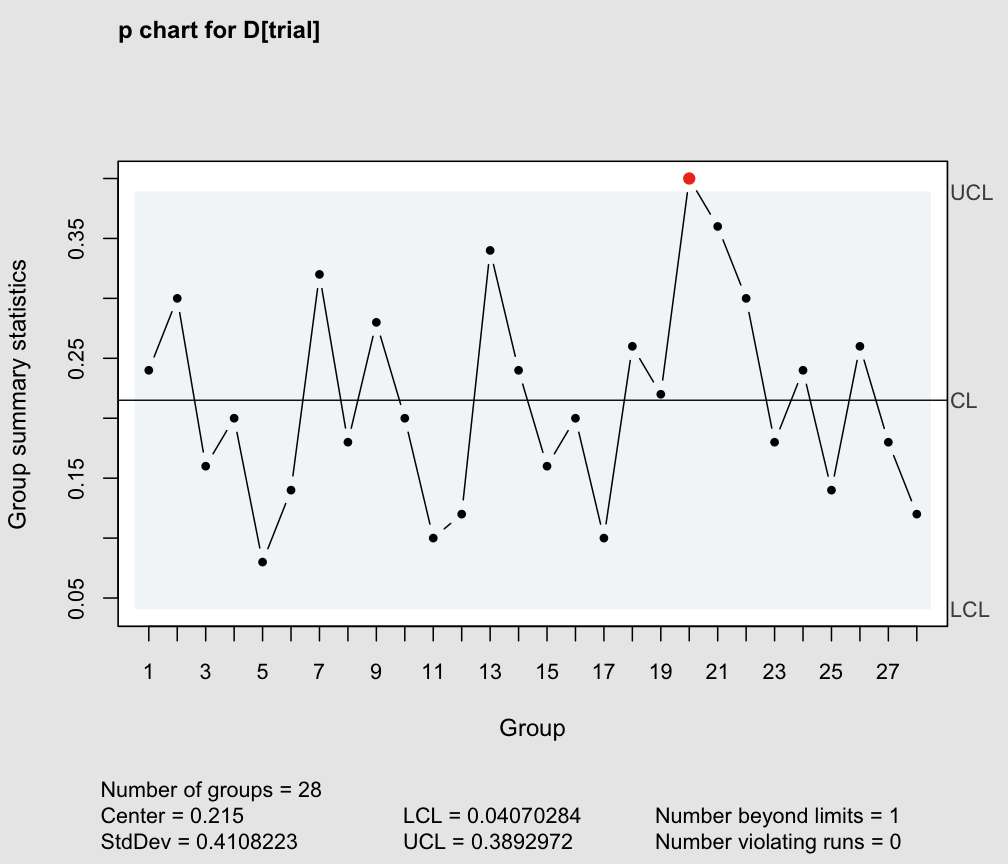 p chart for D[trial]
UCL
0.35
0.25
CL
0.15
0.05
LCL
Group summary statistics
1 3 5 7 9 11 13 15 17 19 21 23 25 27
Group
Number of groups = 28
Center = 0.215 LCL = 0.04070284 Number beyond limits = 1
StdDev = 0.4108223 UCL = 0.3892972 Number violating runs = 0